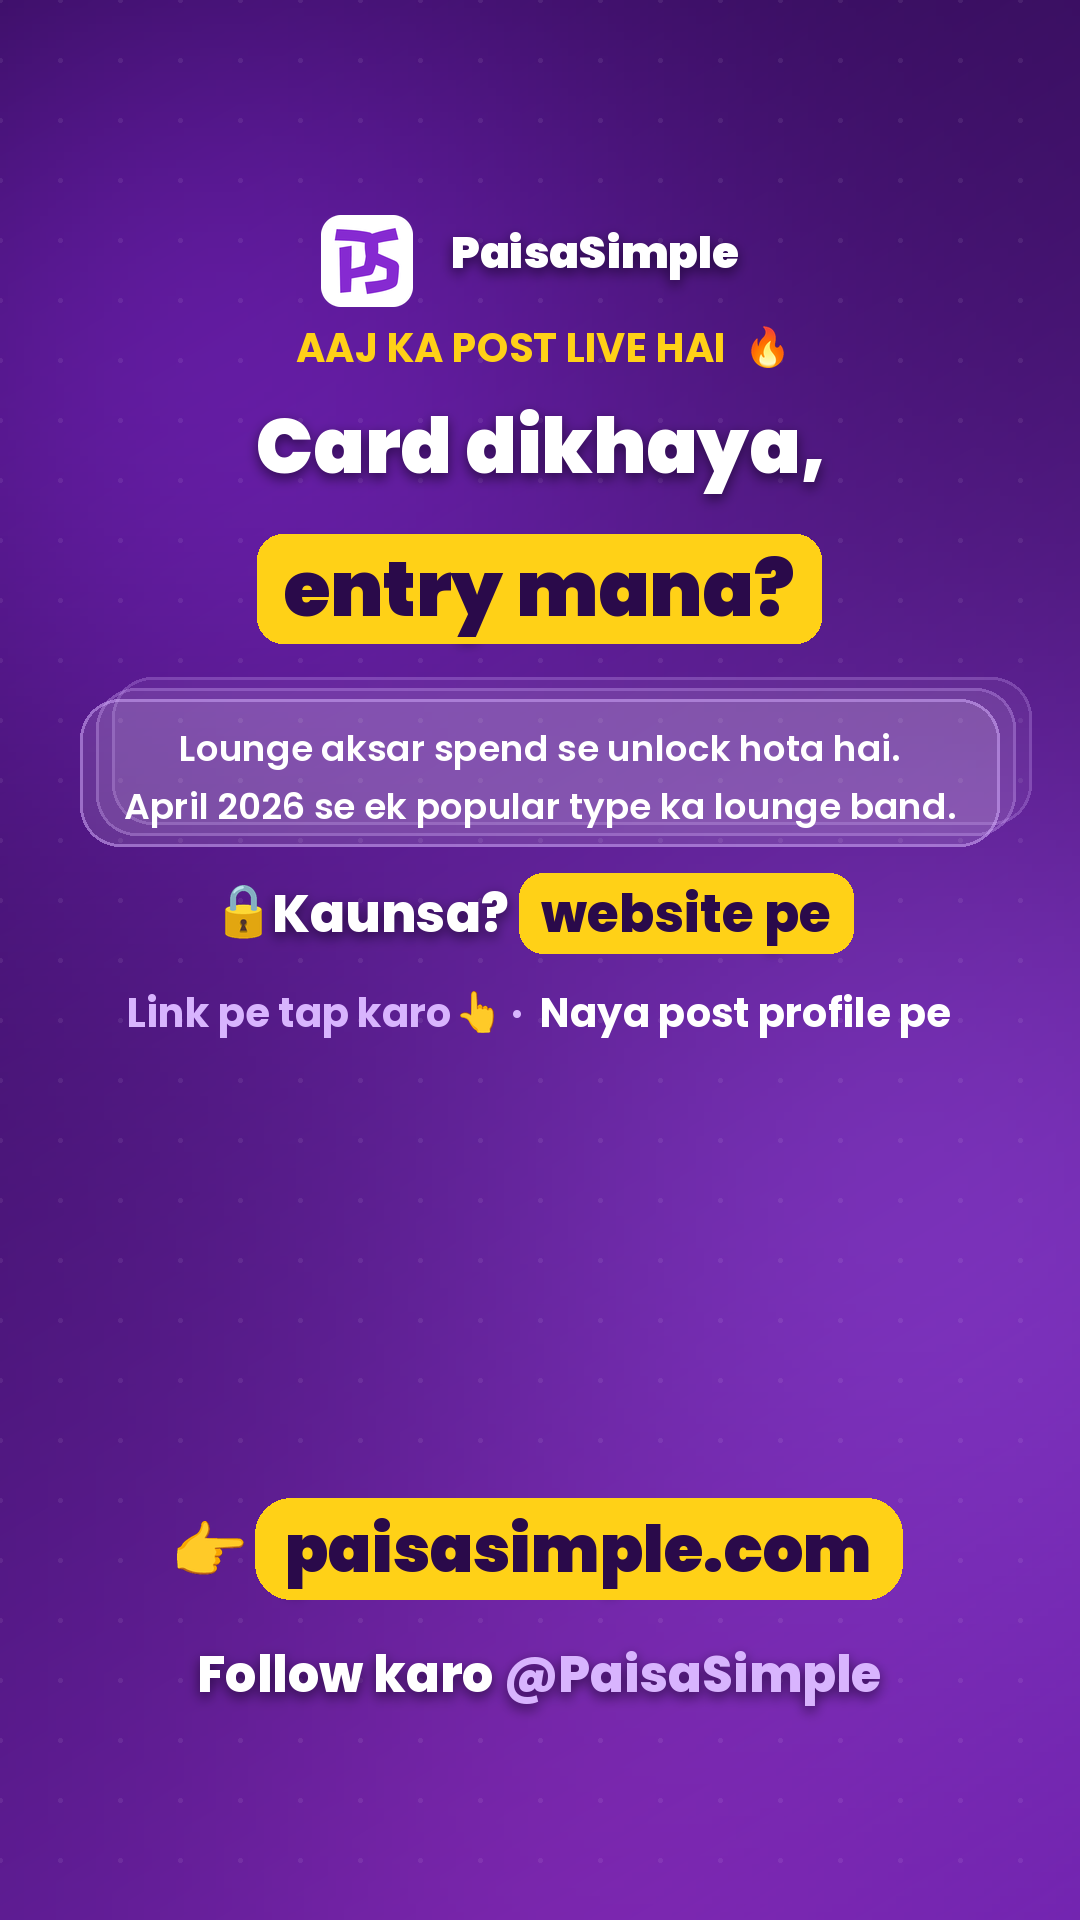 PS PaisaSimple
AAJ KA POST LIVE HAI 🔥
Card dikhaya,
entry mana?
Lounge aksar spend se unlock hota hai.
April 2026 se ek popular type ka lounge band.
🔒Kaunsa? website pe
Link pe tap karo👆 · Naya post profile pe
👉 paisasimple.com
Follow karo @PaisaSimple